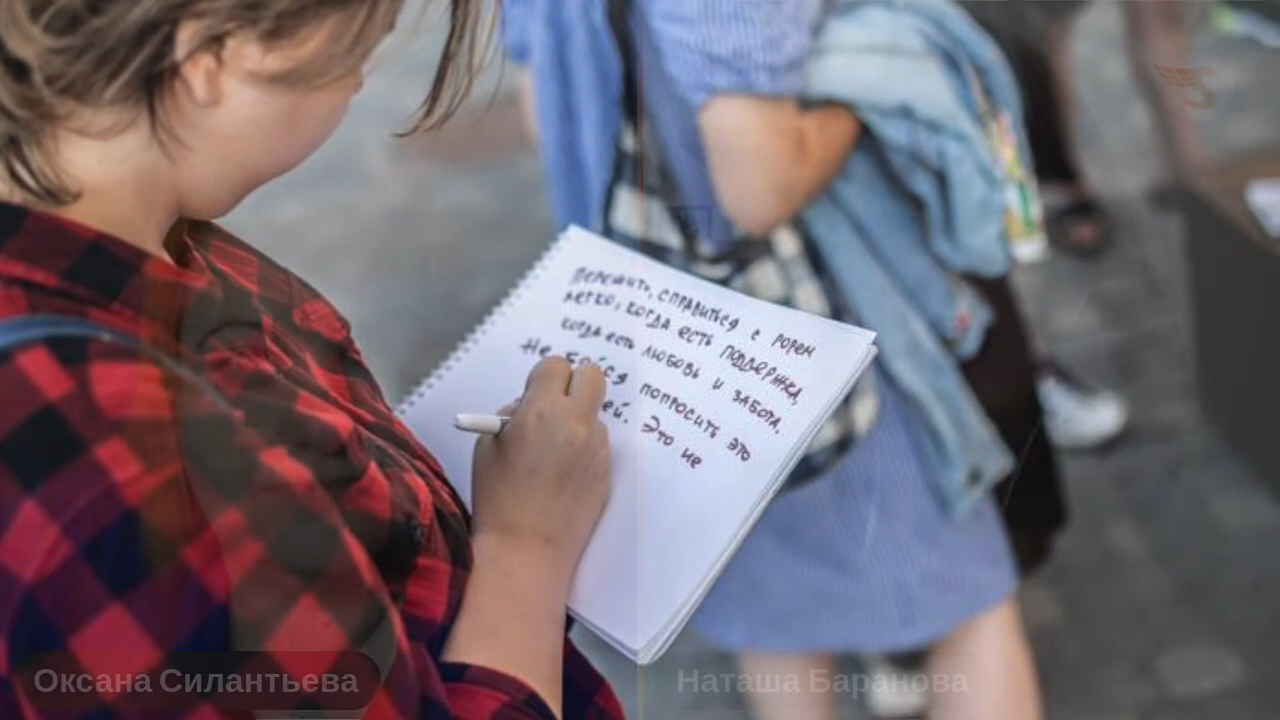 Пережить, справиться с горем
легко, когда есть поддержка,
когда есть любовь и забота.
Не бойся попросить это
ей. Это не
Оксана Силантьева
Наташа Баранова